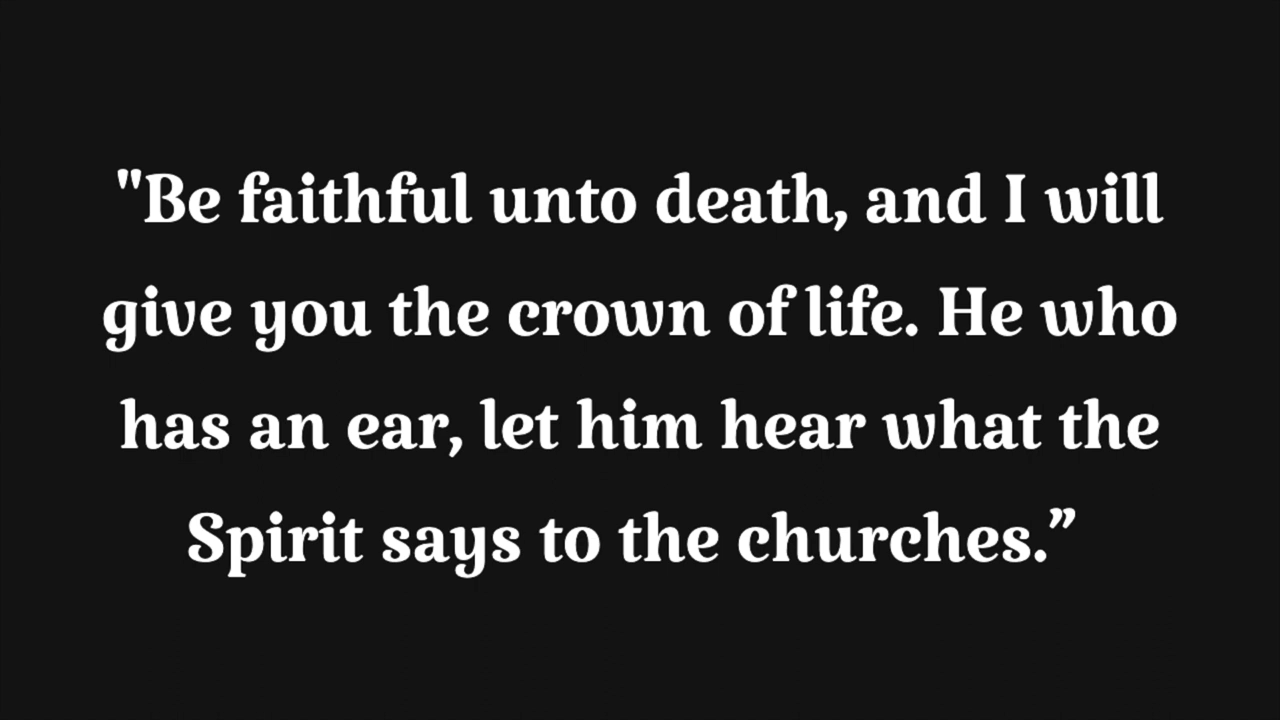 "Be faithful unto death, and I will
give you the crown of life. He who
has an ear, let him hear what the
Spirit says to the churches.”